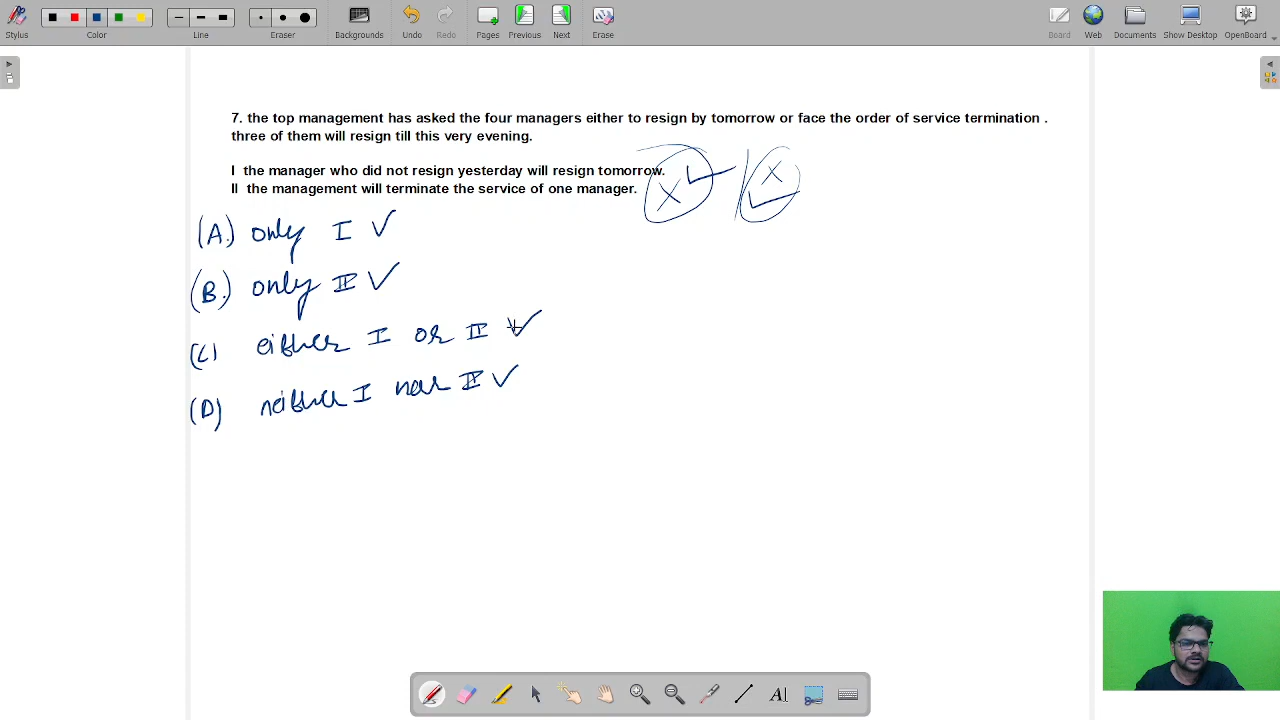 Stylus Color Line Eraser Backgrounds Undo Redo Pages Previous Next Erase Board Web Documents Show Desktop OpenBoard
7. the top management has asked the four managers either to resign by tomorrow or face the order of service termination .
three of them will resign till this very evening.
I the manager who did not resign yesterday will resign tomorrow.
II the management will terminate the service of one manager.
(A.) only I ✓
(B.) only II ✓
(C) either I or II ✓
(D) neither I nor II ✓